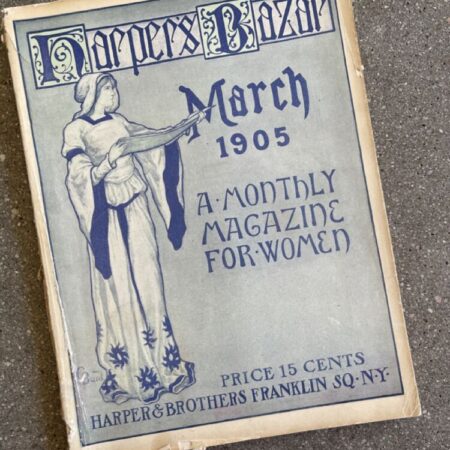 Harper's Bazar
March
1905
A·MONThLY
MAGAZINE
FOR·WOMEN
PRICE 15 CENTS
HARPER & BROTHERS FRANKLIN SQ·N·Y·